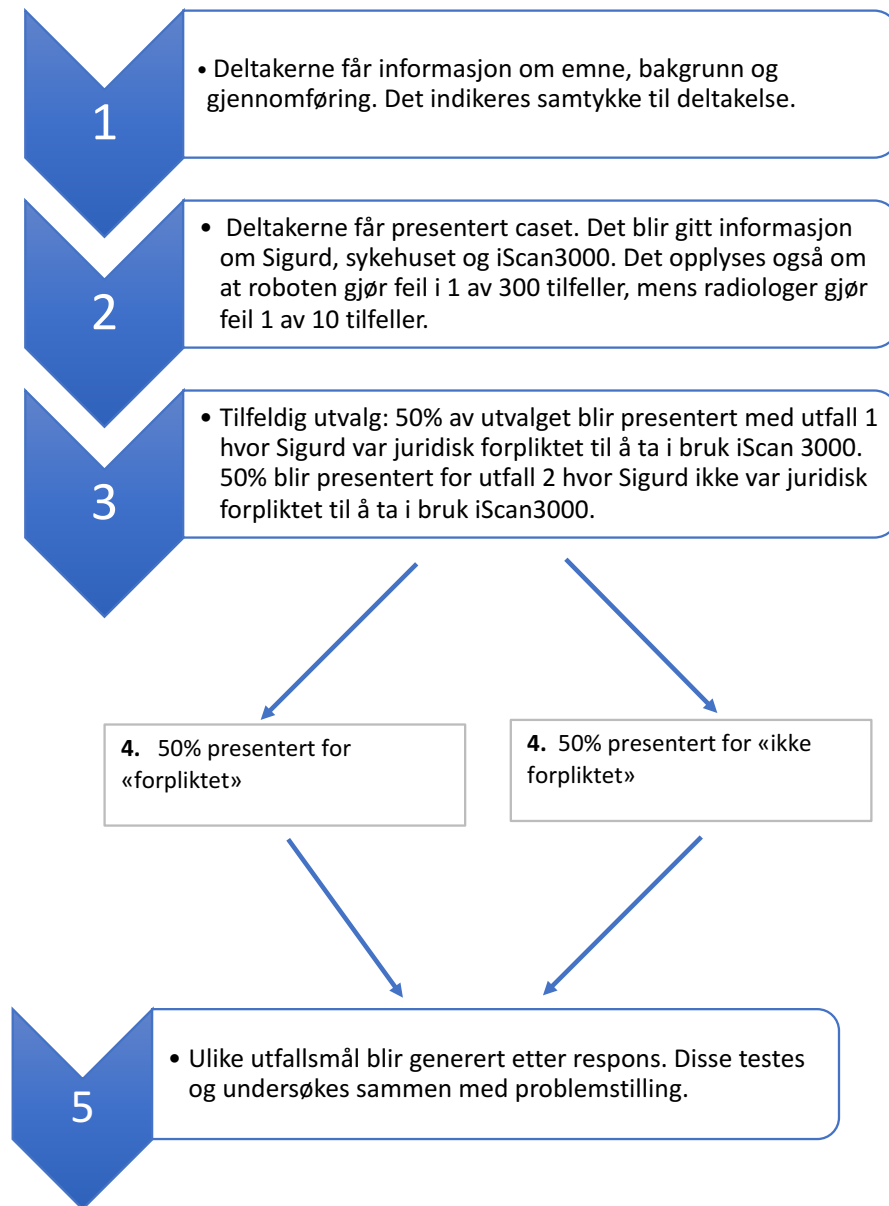 1
• Deltakerne får informasjon om emne, bakgrunn og
gjennomføring. Det indikeres samtykke til deltakelse.
2
• Deltakerne får presentert caset. Det blir gitt informasjon
om Sigurd, sykehuset og iScan3000. Det opplyses også om
at roboten gjør feil i 1 av 300 tilfeller, mens radiologer gjør
feil 1 av 10 tilfeller.
3
• Tilfeldig utvalg: 50% av utvalget blir presentert med utfall 1
hvor Sigurd var juridisk forpliktet til å ta i bruk iScan 3000.
50% blir presentert for utfall 2 hvor Sigurd ikke var juridisk
forpliktet til å ta i bruk iScan3000.
4. 50% presentert for
«forpliktet»
4. 50% presentert for «ikke
forpliktet»
5
• Ulike utfallsmål blir generert etter respons. Disse testes
og undersøkes sammen med problemstilling.